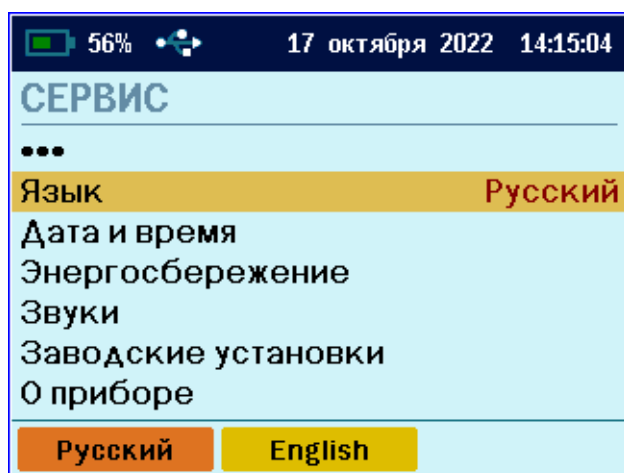 56% 17 октября 2022 14:15:04
СЕРВИС
•••
Язык Русский
Дата и время
Энергосбережение
Звуки
Заводские установки
О приборе
Русский English